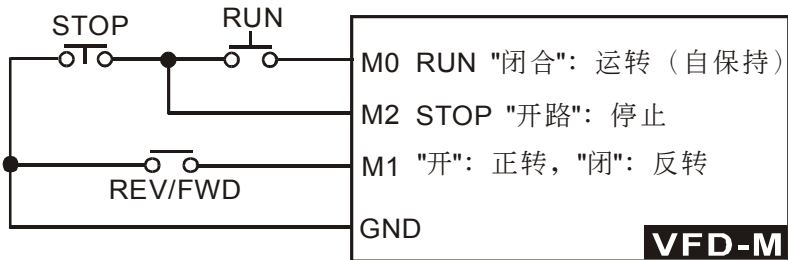 STOP
RUN
M0 RUN "闭合"：运转（自保持）
M2 STOP "开路"：停止
M1 "开"：正转，"闭"：反转
REV/FWD
GND
VFD-M